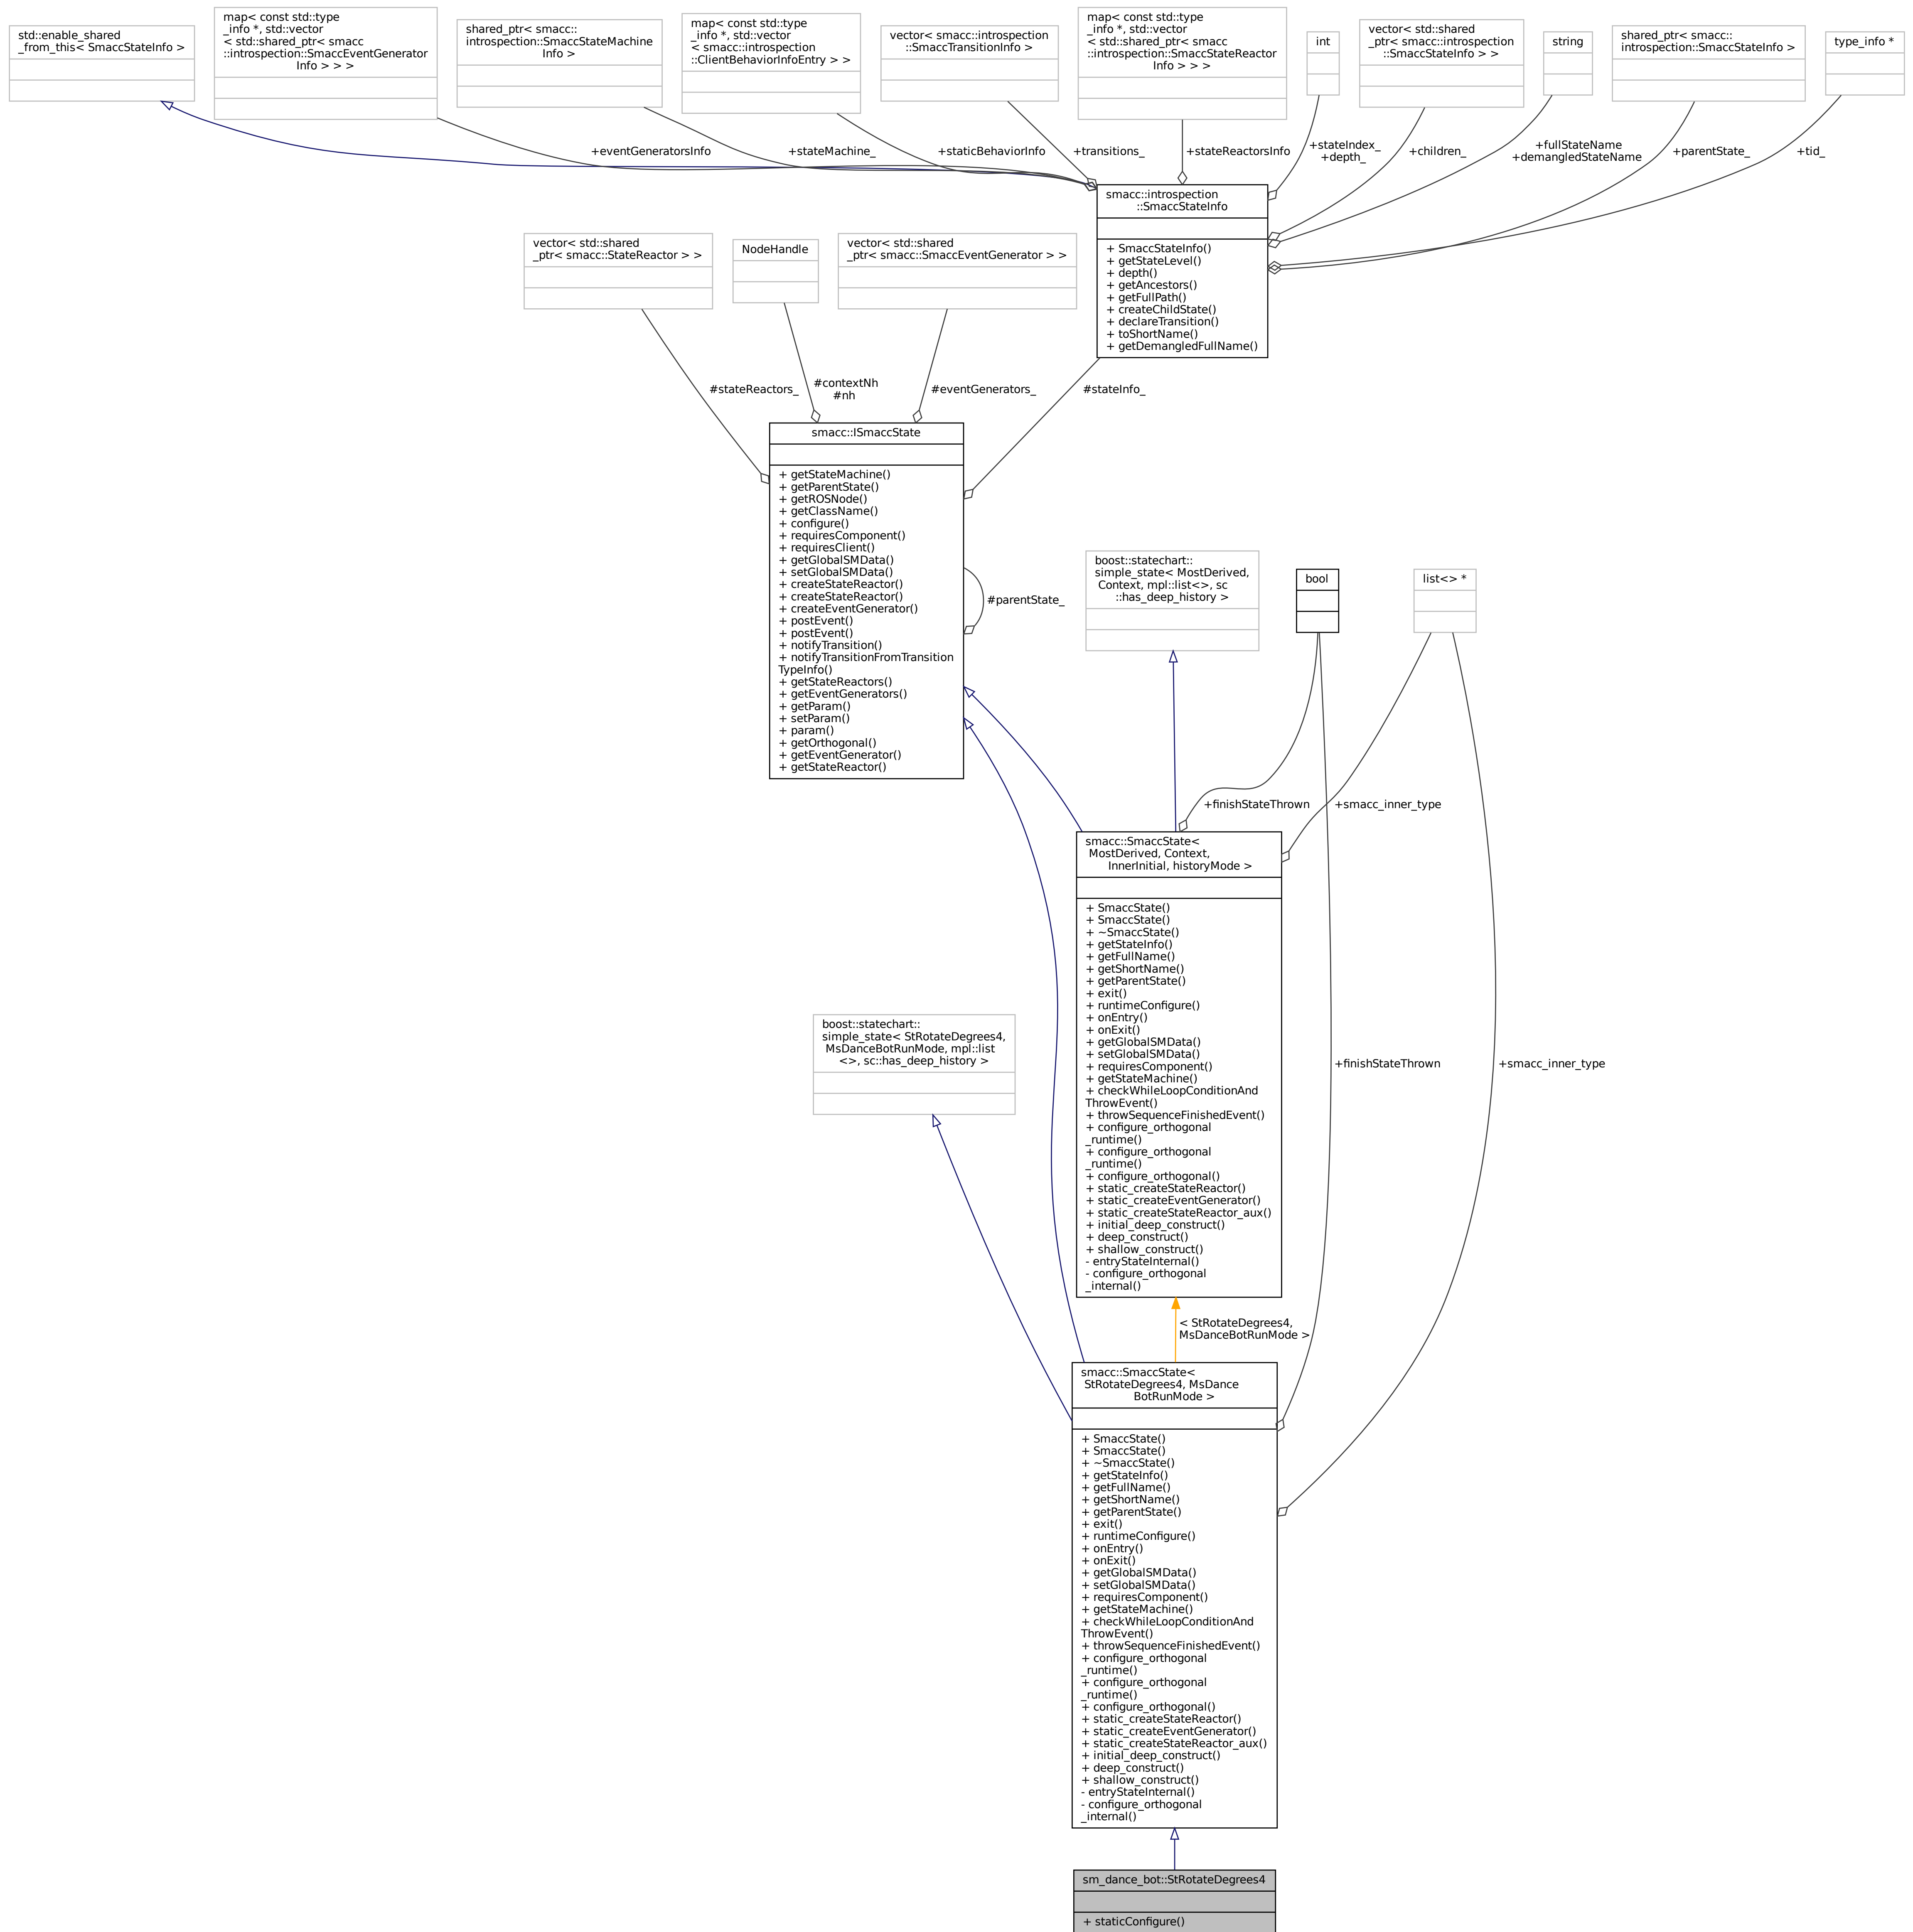 std::enable_shared
_from_this< SmaccStateInfo >
map< const std::type
_info *, std::vector
< std::shared_ptr< smacc
::introspection::SmaccEventGenerator
Info > > >
shared_ptr< smacc::
introspection::SmaccStateMachine
Info >
map< const std::type
_info *, std::vector
< smacc::introspection
::ClientBehaviorInfoEntry > >
vector< smacc::introspection
::SmaccTransitionInfo >
map< const std::type
_info *, std::vector
< std::shared_ptr< smacc
::introspection::SmaccStateReactor
Info > > >
int
vector< std::shared
_ptr< smacc::introspection
::SmaccStateInfo > >
string
shared_ptr< smacc::
introspection::SmaccStateInfo >
type_info *
+eventGeneratorsInfo
+stateMachine_
+staticBehaviorInfo
+transitions_
+stateReactorsInfo
+stateIndex_
+depth_
+children_
+fullStateName
+demangledStateName
+parentState_
+tid_
smacc::introspection
::SmaccStateInfo
+ SmaccStateInfo()
+ getStateLevel()
+ depth()
+ getAncestors()
+ getFullPath()
+ createChildState()
+ declareTransition()
+ toShortName()
+ getDemangledFullName()
vector< std::shared
_ptr< smacc::StateReactor > >
NodeHandle
vector< std::shared
_ptr< smacc::SmaccEventGenerator > >
#stateReactors_
#contextNh
#nh
#eventGenerators_
#stateInfo_
smacc::ISmaccState
+ getStateMachine()
+ getParentState()
+ getROSNode()
+ getClassName()
+ configure()
+ requiresComponent()
+ requiresClient()
+ getGlobalSMData()
+ setGlobalSMData()
+ createStateReactor()
+ createStateReactor()
+ createEventGenerator()
+ postEvent()
+ postEvent()
+ notifyTransition()
+ notifyTransitionFromTransition
TypeInfo()
+ getStateReactors()
+ getEventGenerators()
+ getParam()
+ setParam()
+ param()
+ getOrthogonal()
+ getEventGenerator()
+ getStateReactor()
#parentState_
boost::statechart::
simple_state< MostDerived,
Context, mpl::list<>, sc
::has_deep_history >
bool
list<> *
+finishStateThrown
+smacc_inner_type
smacc::SmaccState<
MostDerived, Context,
InnerInitial, historyMode >
+ SmaccState()
+ SmaccState()
+ ~SmaccState()
+ getStateInfo()
+ getFullName()
+ getShortName()
+ getParentState()
+ exit()
+ runtimeConfigure()
+ onEntry()
+ onExit()
+ getGlobalSMData()
+ setGlobalSMData()
+ requiresComponent()
+ getStateMachine()
+ checkWhileLoopConditionAnd
ThrowEvent()
+ throwSequenceFinishedEvent()
+ configure_orthogonal
_runtime()
+ configure_orthogonal
_runtime()
+ configure_orthogonal()
+ static_createStateReactor()
+ static_createEventGenerator()
+ static_createStateReactor_aux()
+ initial_deep_construct()
+ deep_construct()
+ shallow_construct()
- entryStateInternal()
- configure_orthogonal
_internal()
boost::statechart::
simple_state< StRotateDegrees4,
MsDanceBotRunMode, mpl::list
<>, sc::has_deep_history >
+finishStateThrown
+smacc_inner_type
< StRotateDegrees4,
MsDanceBotRunMode >
smacc::SmaccState<
StRotateDegrees4, MsDance
BotRunMode >
+ SmaccState()
+ SmaccState()
+ ~SmaccState()
+ getStateInfo()
+ getFullName()
+ getShortName()
+ getParentState()
+ exit()
+ runtimeConfigure()
+ onEntry()
+ onExit()
+ getGlobalSMData()
+ setGlobalSMData()
+ requiresComponent()
+ getStateMachine()
+ checkWhileLoopConditionAnd
ThrowEvent()
+ throwSequenceFinishedEvent()
+ configure_orthogonal
_runtime()
+ configure_orthogonal
_runtime()
+ configure_orthogonal()
+ static_createStateReactor()
+ static_createEventGenerator()
+ static_createStateReactor_aux()
+ initial_deep_construct()
+ deep_construct()
+ shallow_construct()
- entryStateInternal()
- configure_orthogonal
_internal()
sm_dance_bot::StRotateDegrees4
+ staticConfigure()